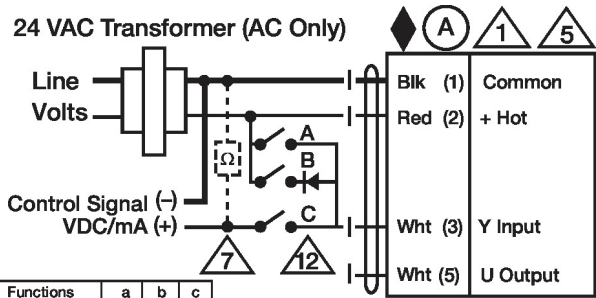 24 VAC Transformer (AC Only)
A
1
5
Line
Volts
Blk (1) Common
Red (2) + Hot
A
Ω
B
Control Signal (-)
VDC/mA (+)
C
Wht (3) Y Input
7
12
Wht (5) U Output
Functions a b c